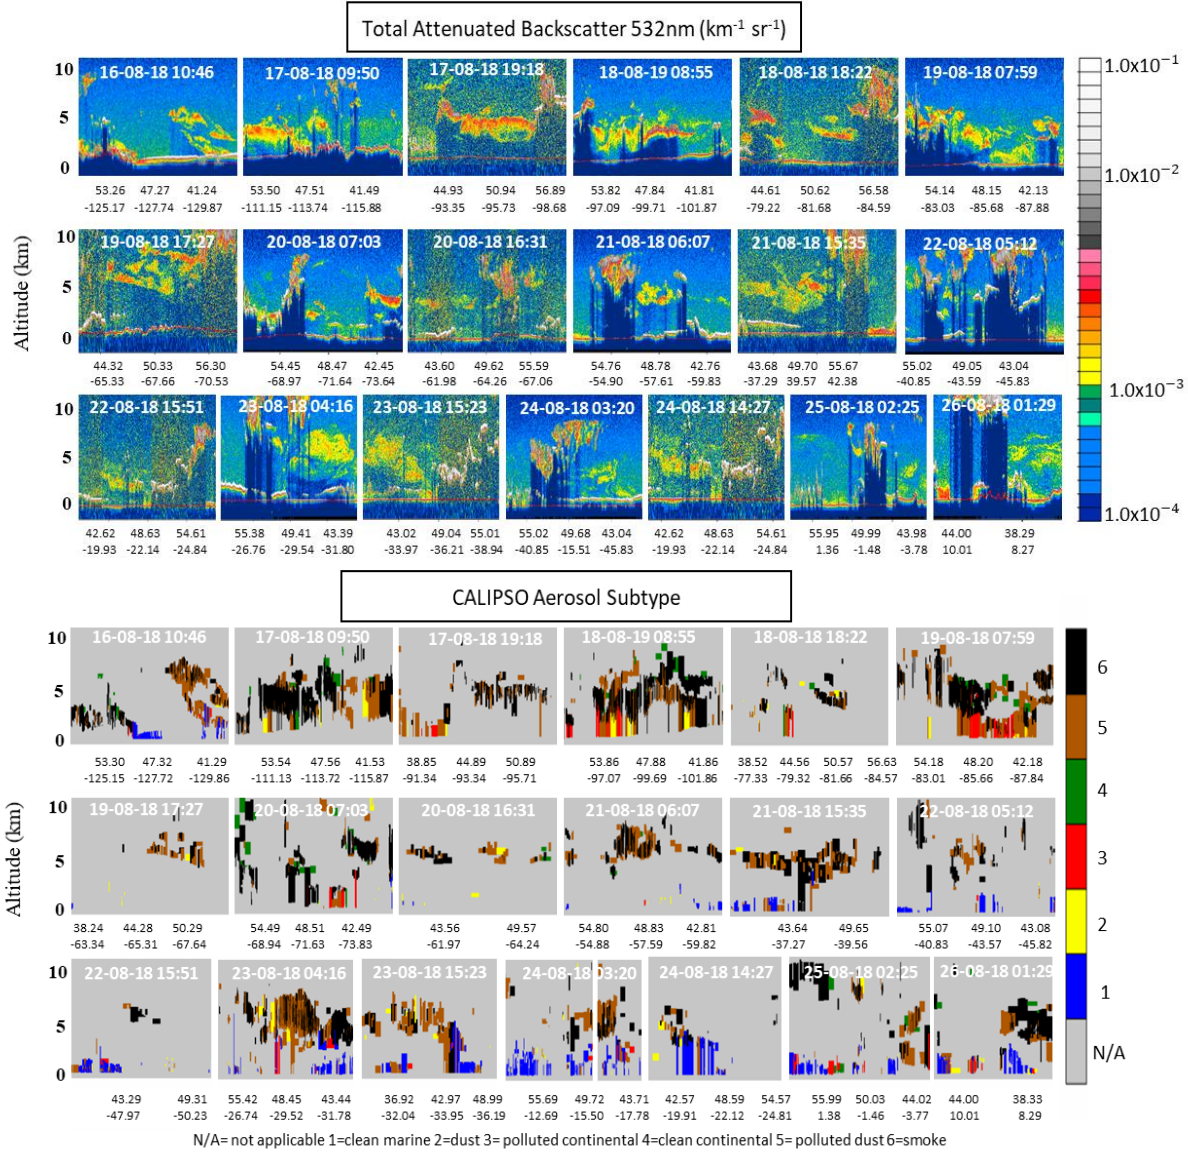 Total Attenuated Backscatter 532nm (km-1 sr-1)
16-08-18 10:46 17-08-18 09:50 17-08-18 19:18 18-08-19 08:55 18-08-18 18:22 19-08-18 07:59
10
5
0
53.26 47.27 41.24 53.50 47.51 41.49 44.93 50.94 56.89 53.82 47.84 41.81 44.61 50.62 56.58 54.14 48.15 42.13
-125.17 -127.74 -129.87 -111.15 -113.74 -115.88 -93.35 -95.73 -98.68 -97.09 -99.71 -101.87 -79.22 -81.68 -84.59 -83.03 -85.68 -87.88
Altitude (km)
19-08-18 17:27 20-08-18 07:03 20-08-18 16:31 21-08-18 06:07 21-08-18 15:35 22-08-18 05:12
10
5
0
44.32 50.33 56.30 54.45 48.47 42.45 43.60 49.62 55.59 54.76 48.78 42.76 43.68 49.70 55.67 55.02 49.05 43.04
-65.33 -67.66 -70.53 -68.97 -71.64 -73.64 -61.98 -64.26 -67.06 -54.90 -57.61 -59.83 -37.29 39.57 42.38 -40.85 -43.59 -45.83
22-08-18 15:51 23-08-18 04:16 23-08-18 15:23 24-08-18 03:20 24-08-18 14:27 25-08-18 02:25 26-08-18 01:29
10
5
0
42.62 48.63 54.61 55.38 49.41 43.39 43.02 49.04 55.01 55.02 49.68 43.04 42.62 48.63 54.61 55.95 49.99 43.98 44.00 38.29
-19.93 -22.14 -24.84 -26.76 -29.54 -31.80 -33.97 -36.21 -38.94 -40.85 -15.51 -45.83 -19.93 -22.14 -24.84 1.36 -1.48 -3.78 10.01 8.27
1.0x10−1
1.0x10−2
1.0x10−3
1.0x10−4
CALIPSO Aerosol Subtype
16-08-18 10:46 17-08-18 09:50 17-08-18 19:18 18-08-19 08:55 18-08-18 18:22 19-08-18 07:59
10
5
0
53.30 47.32 41.29 53.54 47.56 41.53 38.85 44.89 50.89 53.86 47.88 41.86 38.52 44.56 50.57 56.63 54.18 48.20 42.18
-125.15 -127.72 -129.86 -111.13 -113.72 -115.87 -91.34 -93.34 -95.71 -97.07 -99.69 -101.86 -77.33 -79.32 -81.66 -84.57 -83.01 -85.66 -87.84
Altitude (km)
19-08-18 17:27 20-08-18 07:03 20-08-18 16:31 21-08-18 06:07 21-08-18 15:35 22-08-18 05:12
10
5
0
38.24 44.28 50.29 54.49 48.51 42.49 43.56 49.57 54.80 48.83 42.81 43.64 49.65 55.07 49.10 43.08
-63.34 -65.31 -67.64 -68.94 -71.63 -73.83 -61.97 -64.24 -54.88 -57.59 -59.82 -37.27 -39.56 -40.83 -43.57 -45.82
22-08-18 15:51 23-08-18 04:16 23-08-18 15:23 24-08-18 03:20 24-08-18 14:27 25-08-18 02:25 26-08-18 01:29
10
5
0
43.29 49.31 55.42 48.45 43.44 36.92 42.97 48.99 55.69 49.72 43.71 42.57 48.59 54.57 55.99 50.03 44.02 44.00 38.33
-47.97 -50.23 -26.74 -29.52 -31.78 -32.04 -33.95 -36.19 -12.69 -15.50 -17.78 -19.91 -22.12 -24.81 1.38 -1.46 -3.77 10.01 8.29
6
5
4
3
2
1
N/A
N/A= not applicable 1=clean marine 2=dust 3= polluted continental 4=clean continental 5= polluted dust 6=smoke